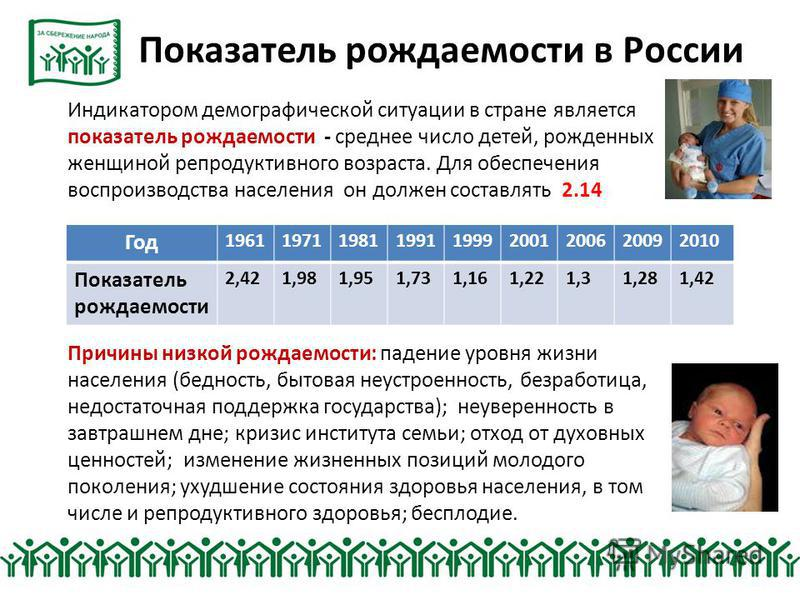 ЗА СБЕРЕЖЕНИЕ НАРОДА
Показатель рождаемости в России
Индикатором демографической ситуации в стране является
показатель рождаемости - среднее число детей, рожденных
женщиной репродуктивного возраста. Для обеспечения
воспроизводства населения он должен составлять 2.14
Год 1961 1971 1981 1991 1999 2001 2006 2009 2010
Показатель 2,42 1,98 1,95 1,73 1,16 1,22 1,3 1,28 1,42
рождаемости
Причины низкой рождаемости: падение уровня жизни
населения (бедность, бытовая неустроенность, безработица,
недостаточная поддержка государства); неуверенность в
завтрашнем дне; кризис института семьи; отход от духовных
ценностей; изменение жизненных позиций молодого
поколения; ухудшение состояния здоровья населения, в том
числе и репродуктивного здоровья; бесплодие.
MyShared